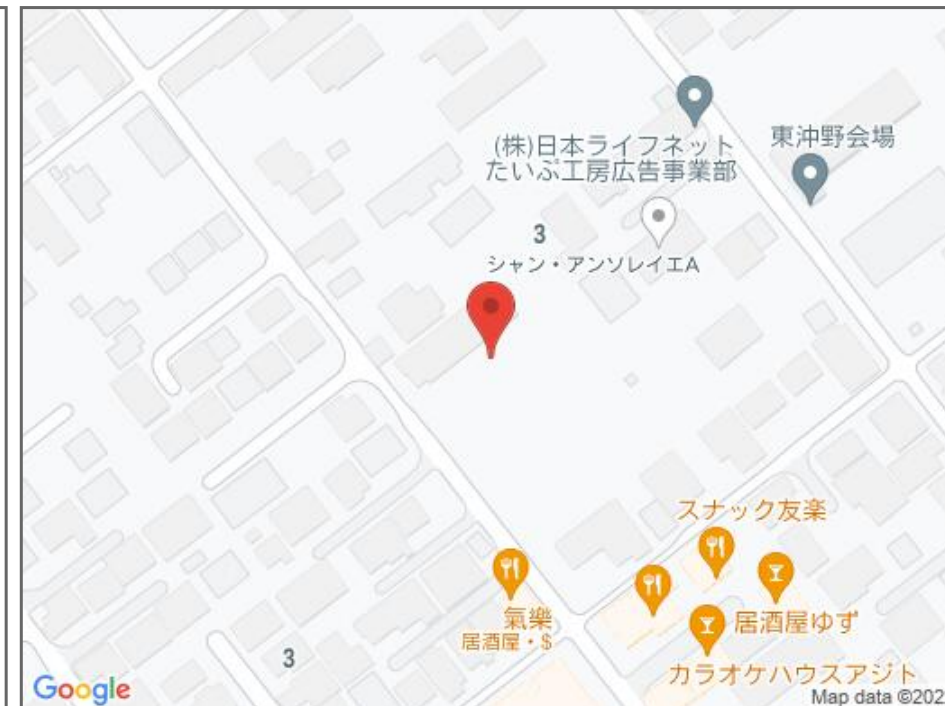 (株)日本ライフネット
たいぶ工房広告事業部
東沖野会場
3
シャン・アンソレイエA
スナック友楽
氣樂
居酒屋・$
居酒屋ゆず
カラオケハウスアジト
3
Google
Map data ©202